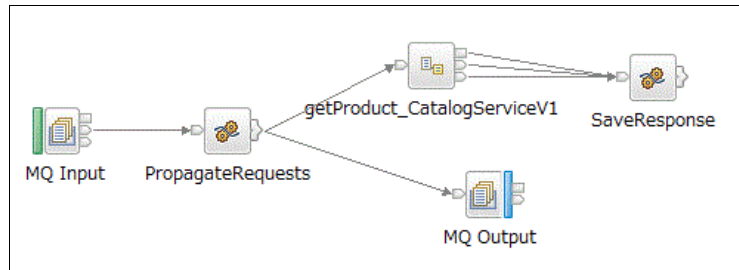 getProduct_CatalogServiceV1
SaveResponse
MQ Input
PropagateRequests
MQ Output